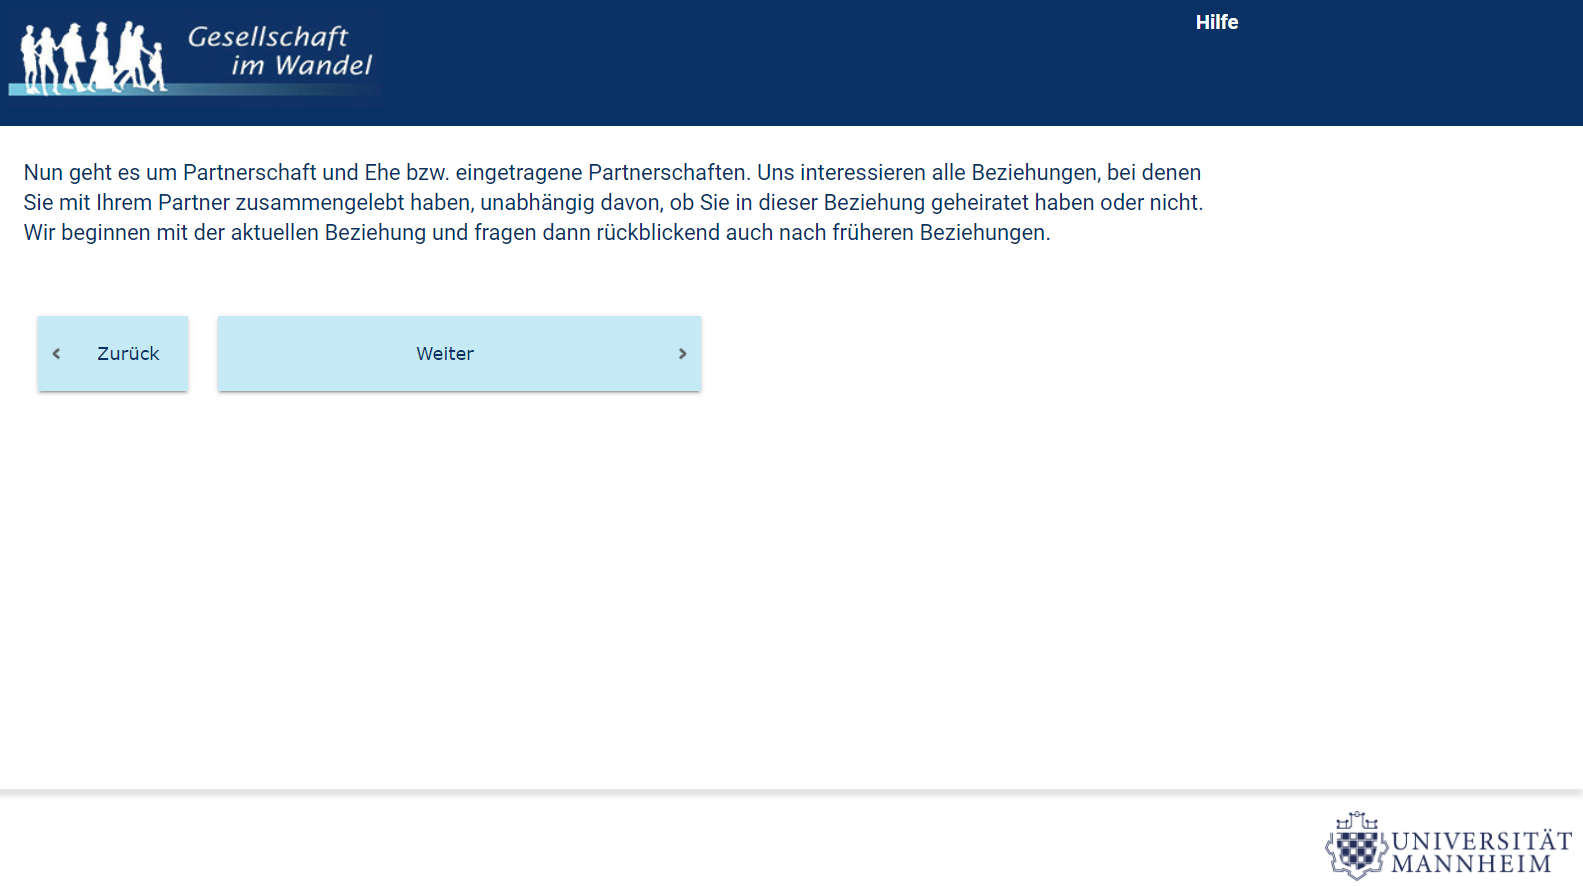 Gesellschaft
im Wandel
Hilfe
Nun geht es um Partnerschaft und Ehe bzw. eingetragene Partnerschaften. Uns interessieren alle Beziehungen, bei denen
Sie mit Ihrem Partner zusammengelebt haben, unabhängig davon, ob Sie in dieser Beziehung geheiratet haben oder nicht.
Wir beginnen mit der aktuellen Beziehung und fragen dann rückblickend auch nach früheren Beziehungen.
Zurück
Weiter
UNIVERSITÄT
MANNHEIM